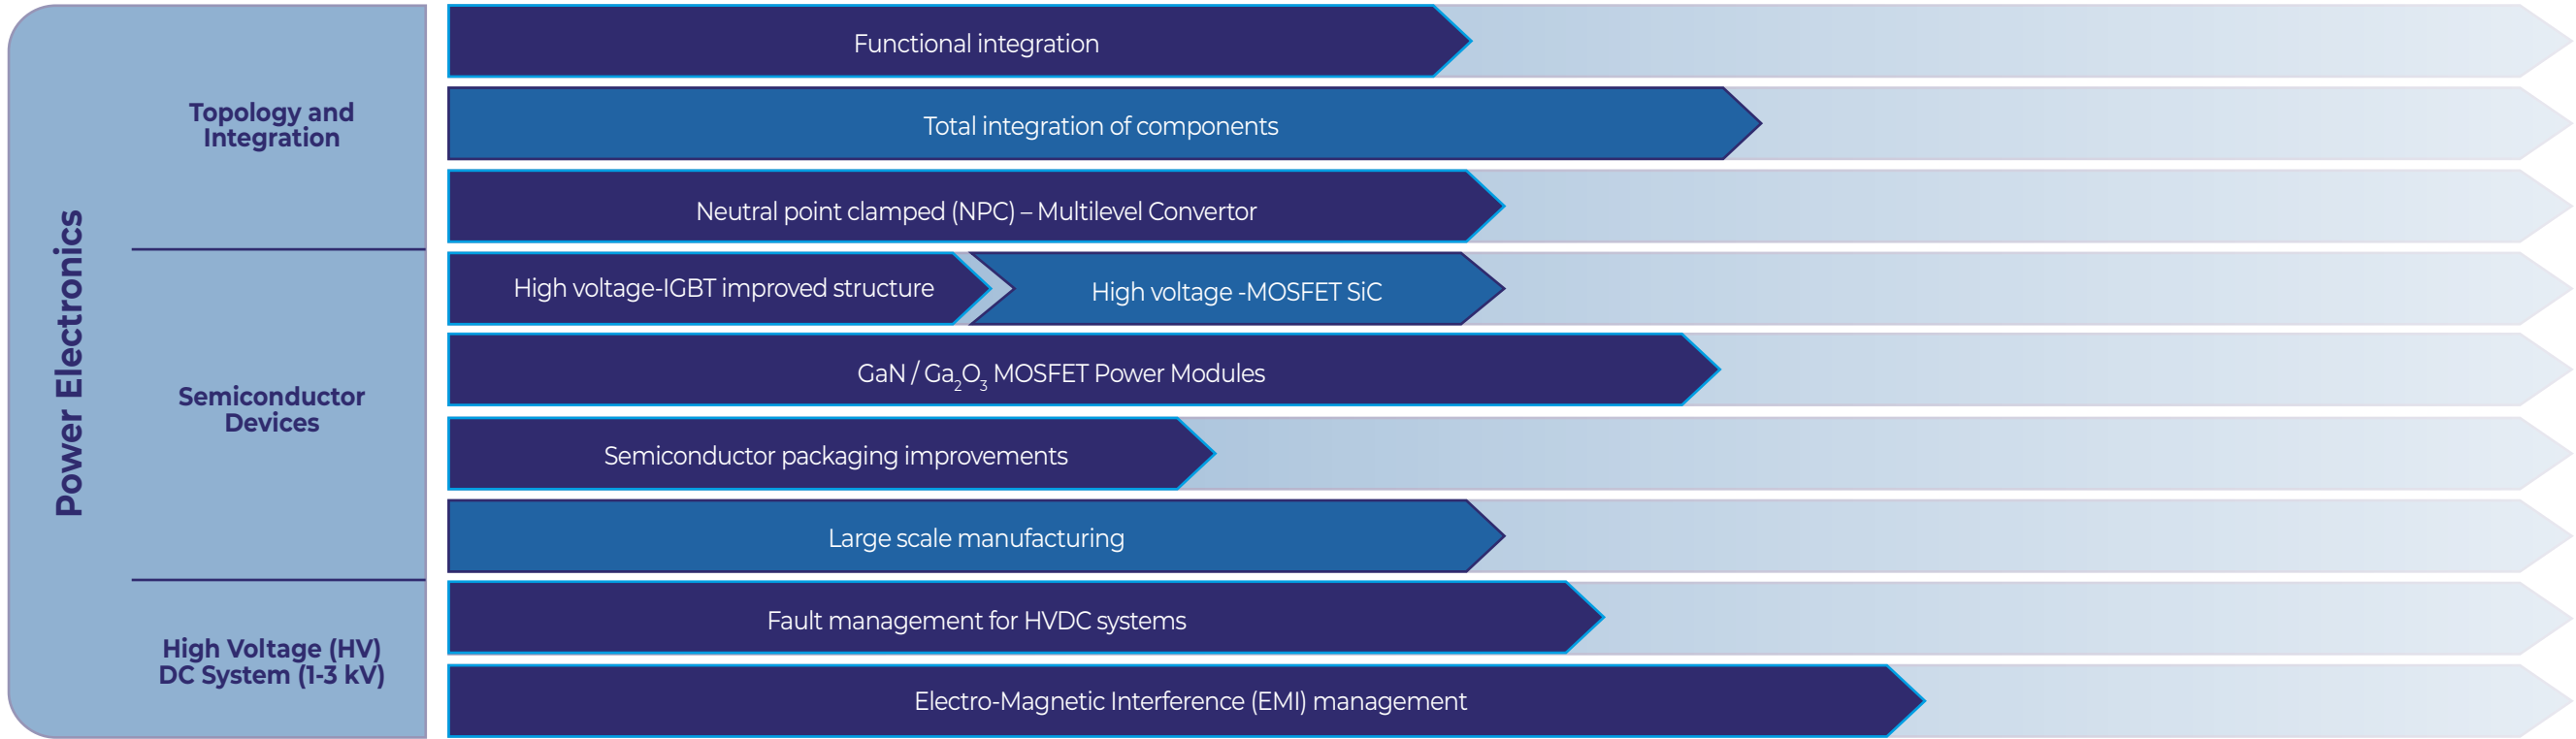 Power Electronics
Topology and
Integration
Functional integration
Total integration of components
Neutral point clamped (NPC) – Multilevel Convertor
Semiconductor
Devices
High voltage-IGBT improved structure
High voltage -MOSFET SiC
GaN / Ga₂O₃ MOSFET Power Modules
Semiconductor packaging improvements
Large scale manufacturing
High Voltage (HV)
DC System (1-3 kV)
Fault management for HVDC systems
Electro-Magnetic Interference (EMI) management